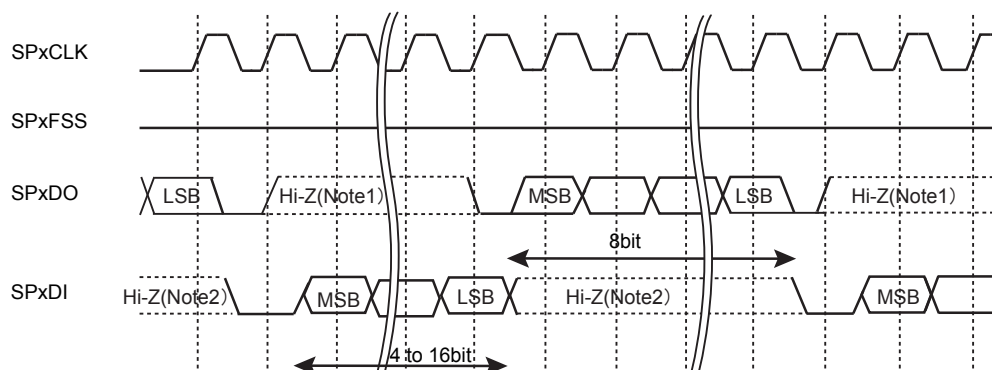 SPxCLK
SPxFSS
SPxDO
LSB
Hi-Z(Note1)
MSB
LSB
Hi-Z(Note1)
8bit
SPxDI
Hi-Z(Note2)
MSB
LSB
Hi-Z(Note2)
MSB
4 to 16bit